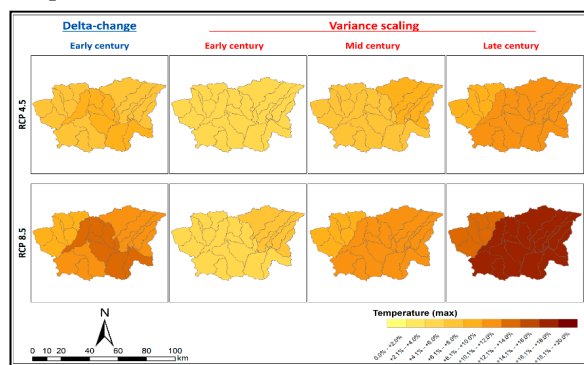 Delta-change
Variance scaling
Early century
Early century
Mid century
Late century
RCP 4.5
RCP 8.5
N
0 10 20 40 60 80 100
km
Temperature (max)
0.0% - +2.0%
+2.1% - +4.0%
+4.1% - +6.0%
+6.1% - +8.0%
+8.1% - +10.0%
+10.1% - +12.0%
+12.1% - +14.0%
+14.1% - +16.0%
+16.1% - +18.0%
+18.1% - +20.0%